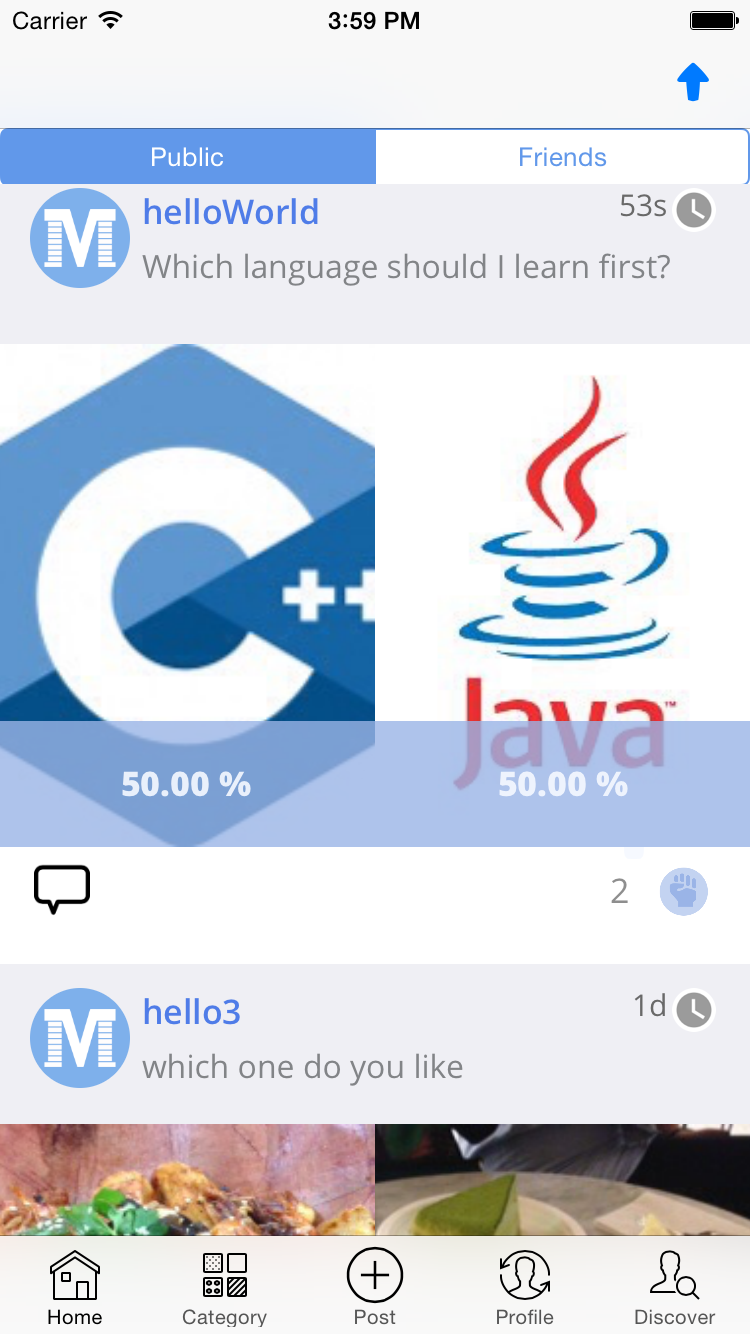 Carrier 3:59 PM
Public Friends
M helloWorld 53s
Which language should I learn first?
C++
Java™
50.00 % 50.00 %
2
M hello3 1d
which one do you like
Home Category Post Profile Discover